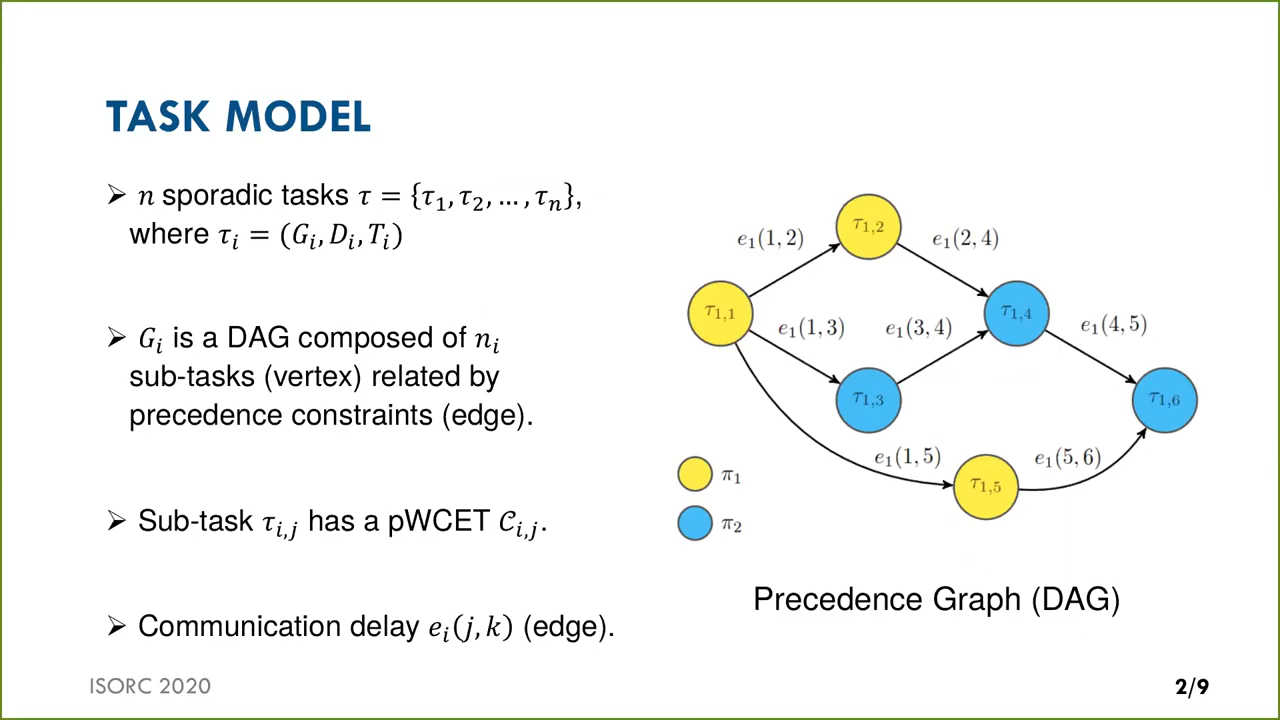 TASK MODEL
➢ 𝑛 sporadic tasks 𝜏 = {𝜏₁, 𝜏₂, … , 𝜏ₙ},
where 𝜏ᵢ = (𝐺ᵢ, 𝐷ᵢ, 𝑇ᵢ)
➢ 𝐺ᵢ is a DAG composed of 𝑛ᵢ
sub-tasks (vertex) related by
precedence constraints (edge).
➢ Sub-task 𝜏ᵢ,ⱼ has a pWCET 𝒞ᵢ,ⱼ.
➢ Communication delay 𝑒ᵢ(𝑗, 𝑘) (edge).
τ₁,₂
e₁(1, 2)
e₁(2, 4)
τ₁,₁
e₁(1, 3)
e₁(3, 4)
τ₁,₄
e₁(4, 5)
τ₁,₃
τ₁,₆
e₁(1, 5)
e₁(5, 6)
τ₁,₅
π₁
π₂
Precedence Graph (DAG)
ISORC 2020
2/9